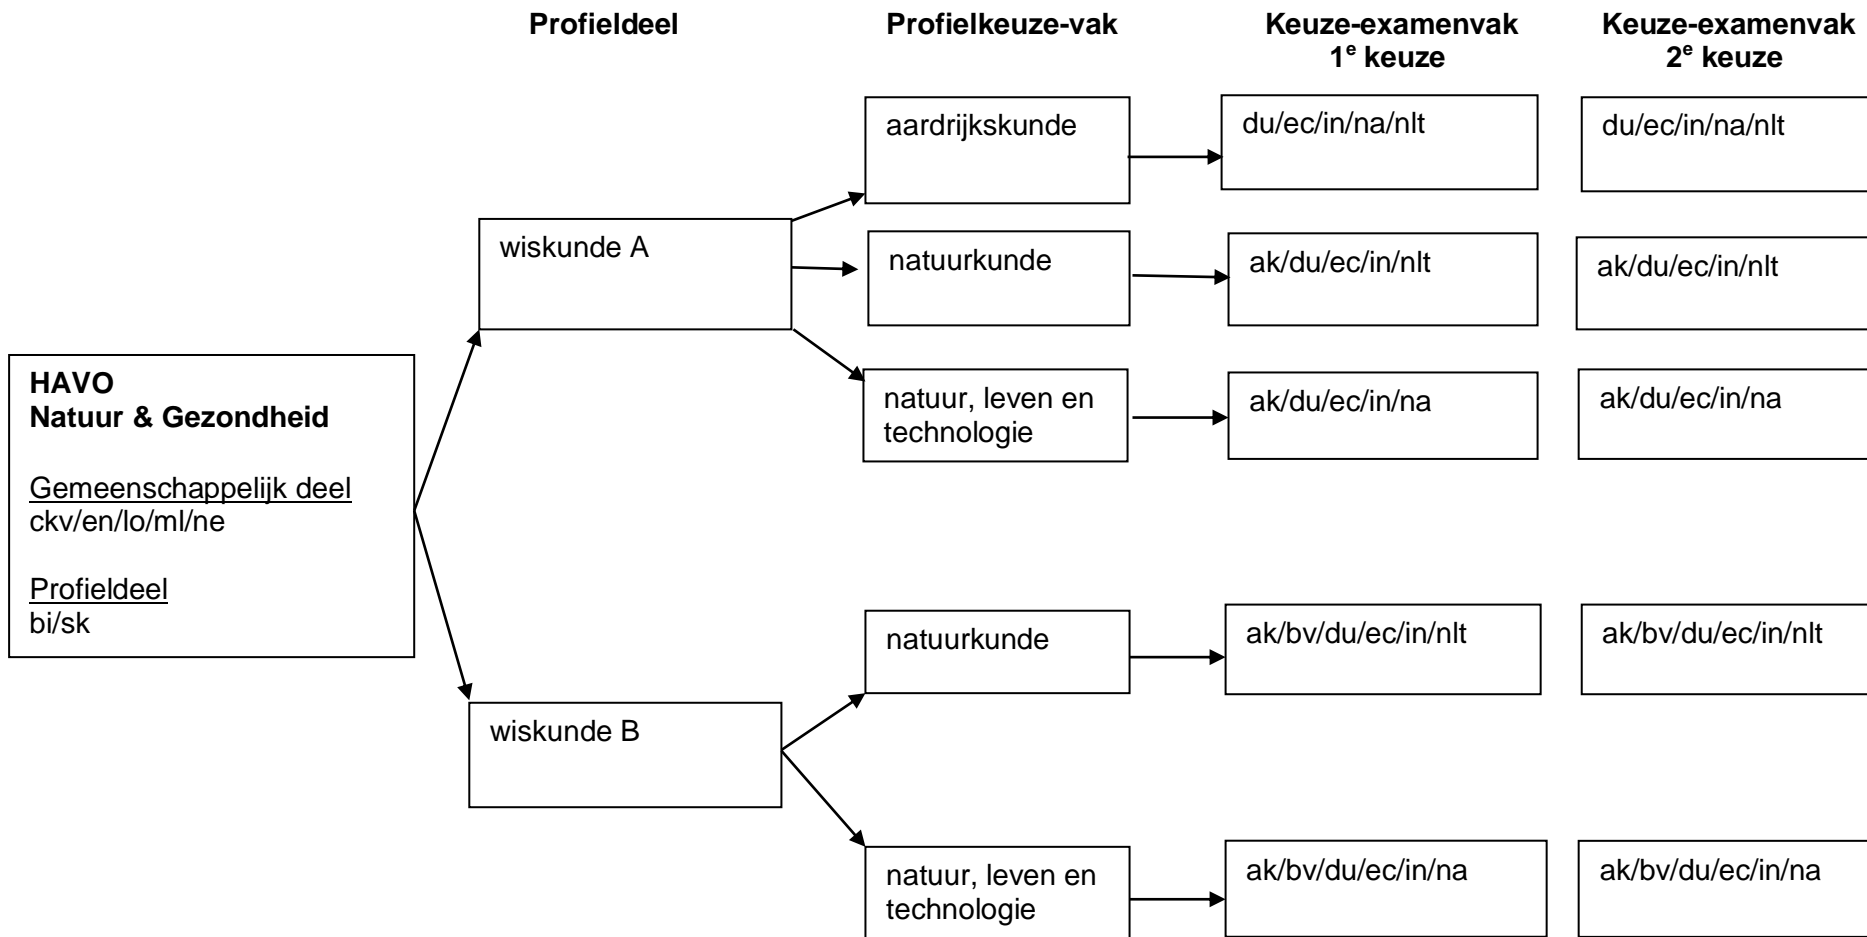 Profieldeel
Profielkeuze-vak
Keuze-examenvak
1e keuze
Keuze-examenvak
2e keuze
HAVO
Natuur & Gezondheid
Gemeenschappelijk deel
ckv/en/lo/ml/ne
Profieldeel
bi/sk
wiskunde A
aardrijkskunde
du/ec/in/na/nlt
du/ec/in/na/nlt
natuurkunde
ak/du/ec/in/nlt
ak/du/ec/in/nlt
natuur, leven en
technologie
ak/du/ec/in/na
ak/du/ec/in/na
wiskunde B
natuurkunde
ak/bv/du/ec/in/nlt
ak/bv/du/ec/in/nlt
natuur, leven en
technologie
ak/bv/du/ec/in/na
ak/bv/du/ec/in/na